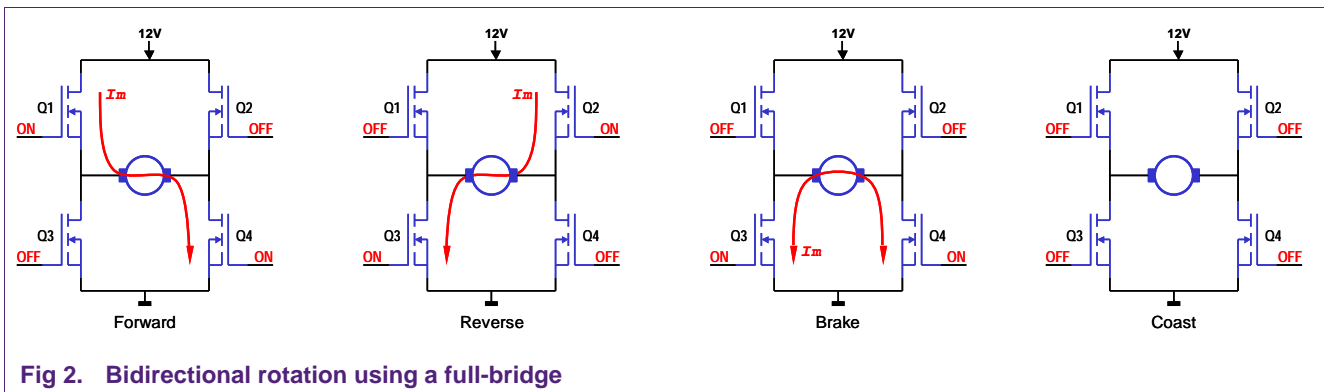 12V 12V 12V 12V
Q1 Im Q2 Q1 Im Q2 Q1 Q2 Q1 Q2
ON OFF OFF ON OFF OFF OFF OFF
Q3 Q4 Q3 Q4 Q3 Im Q4 Q3 Q4
OFF ON ON OFF ON ON OFF OFF
Forward Reverse Brake Coast
Fig 2. Bidirectional rotation using a full-bridge